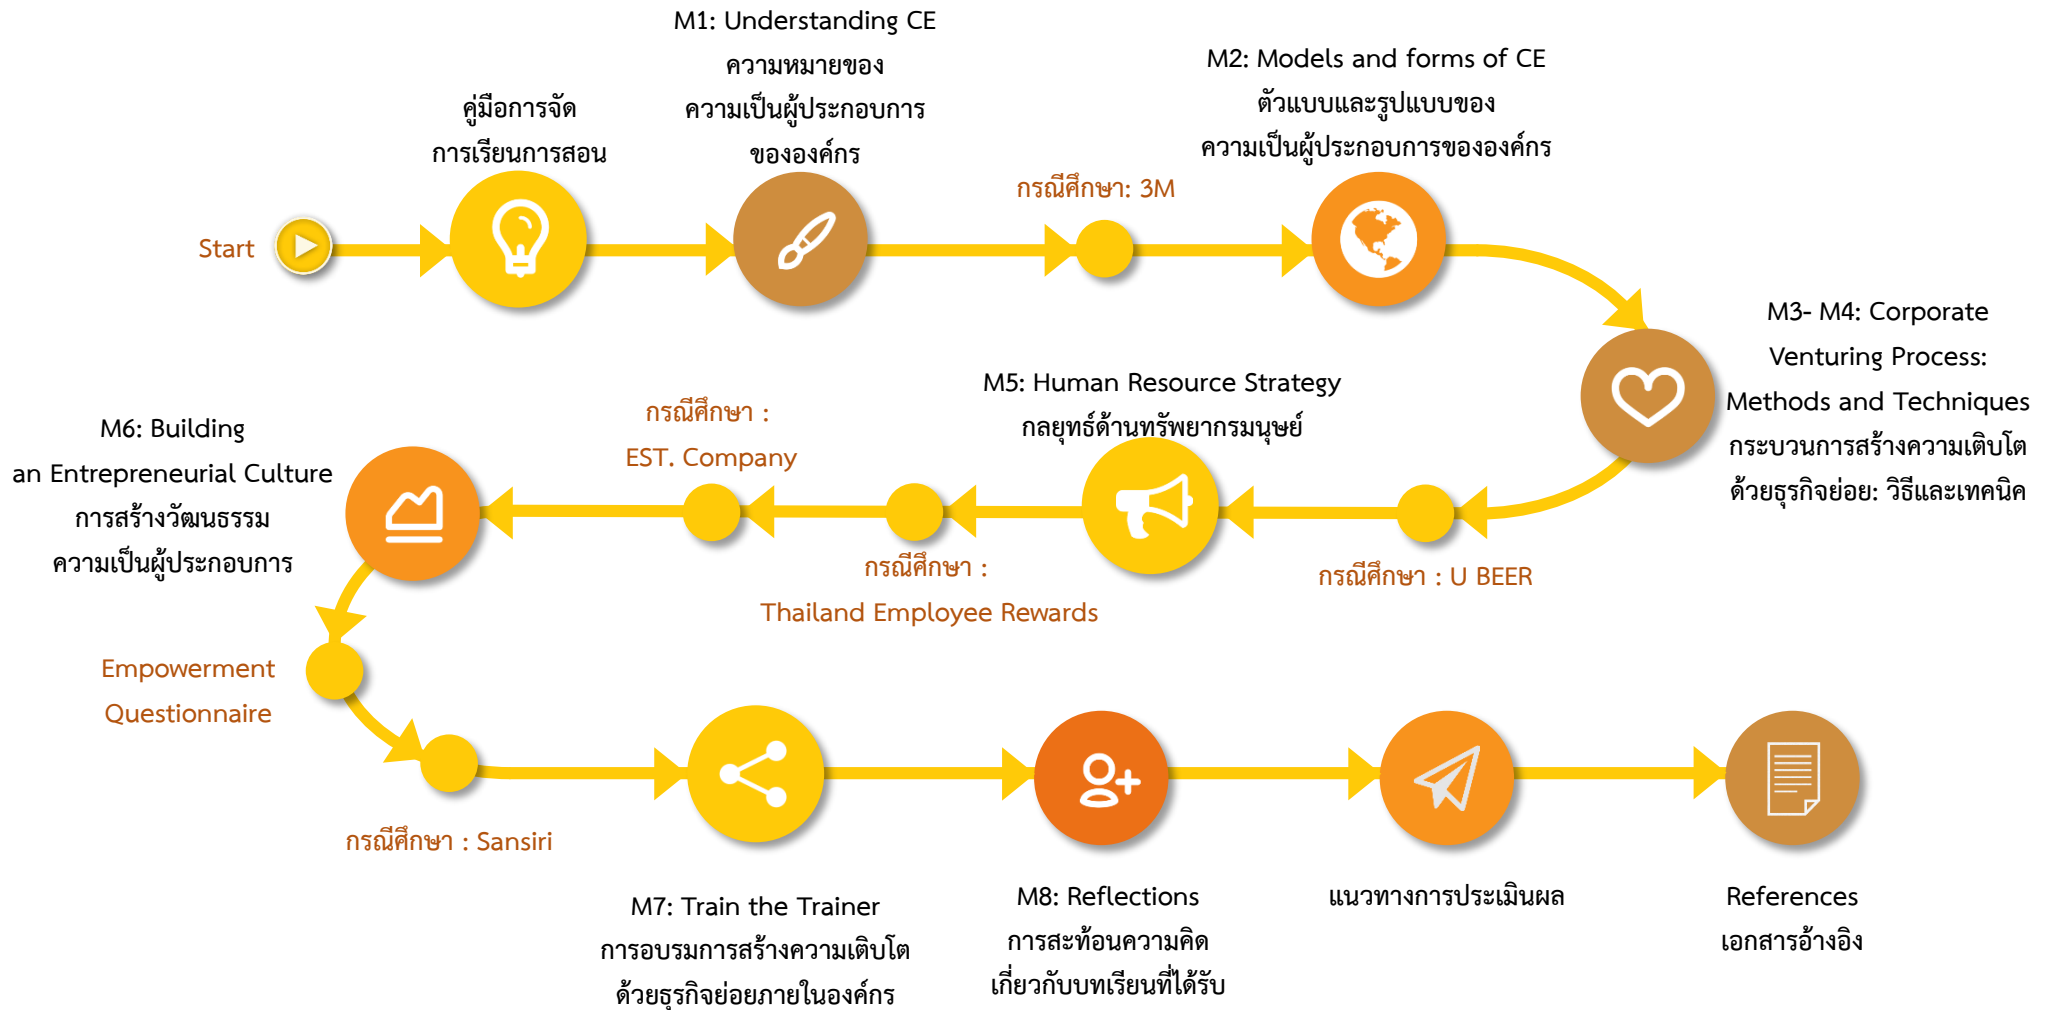 Start
คู่มือการจัด
การเรียนการสอน
M1: Understanding CE
ความหมายของ
ความเป็นผู้ประกอบการ
ขององค์กร
กรณีศึกษา: 3M
M2: Models and forms of CE
ตัวแบบและรูปแบบของ
ความเป็นผู้ประกอบการขององค์กร
M3- M4: Corporate
Venturing Process:
Methods and Techniques
กระบวนการสร้างความเติบโต
ด้วยธุรกิจย่อย: วิธีและเทคนิค
กรณีศึกษา : U BEER
M5: Human Resource Strategy
กลยุทธ์ด้านทรัพยากรมนุษย์
กรณีศึกษา :
Thailand Employee Rewards
กรณีศึกษา :
EST. Company
M6: Building
an Entrepreneurial Culture
การสร้างวัฒนธรรม
ความเป็นผู้ประกอบการ
Empowerment
Questionnaire
กรณีศึกษา : Sansiri
M7: Train the Trainer
การอบรมการสร้างความเติบโต
ด้วยธุรกิจย่อยภายในองค์กร
M8: Reflections
การสะท้อนความคิด
เกี่ยวกับบทเรียนที่ได้รับ
แนวทางการประเมินผล
References
เอกสารอ้างอิง